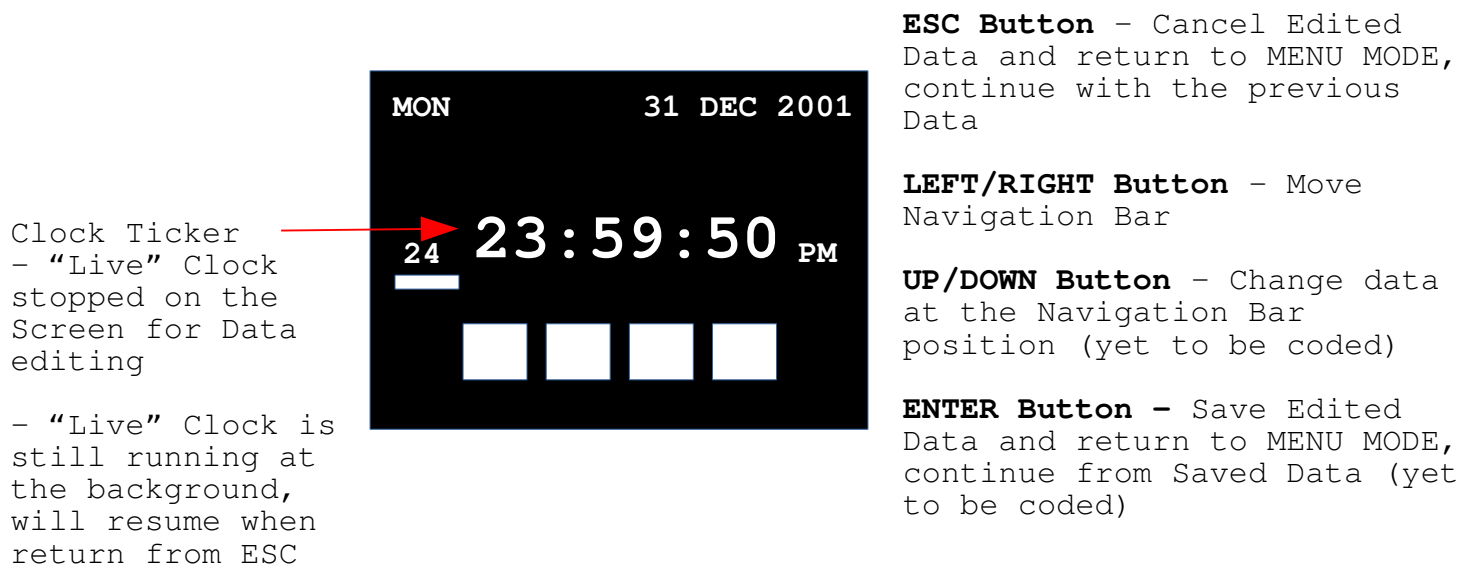 ESC Button – Cancel Edited
Data and return to MENU MODE,
continue with the previous
Data
LEFT/RIGHT Button – Move
Navigation Bar
UP/DOWN Button – Change data
at the Navigation Bar
position (yet to be coded)
ENTER Button – Save Edited
Data and return to MENU MODE,
continue from Saved Data (yet
to be coded)
MON 31 DEC 2001
24 23:59:50 PM
Clock Ticker
– “Live” Clock
stopped on the
Screen for Data
editing
– “Live” Clock is
still running at
the background,
will resume when
return from ESC